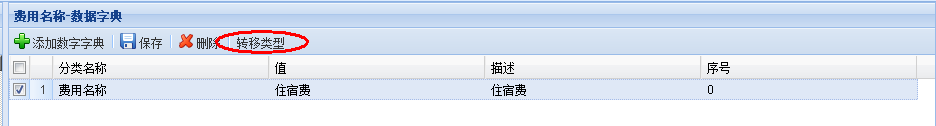 费用名称-数据字典
添加数字字典 保存 删除 转移类型
分类名称 值 描述 序号
1 费用名称 住宿费 住宿费 0